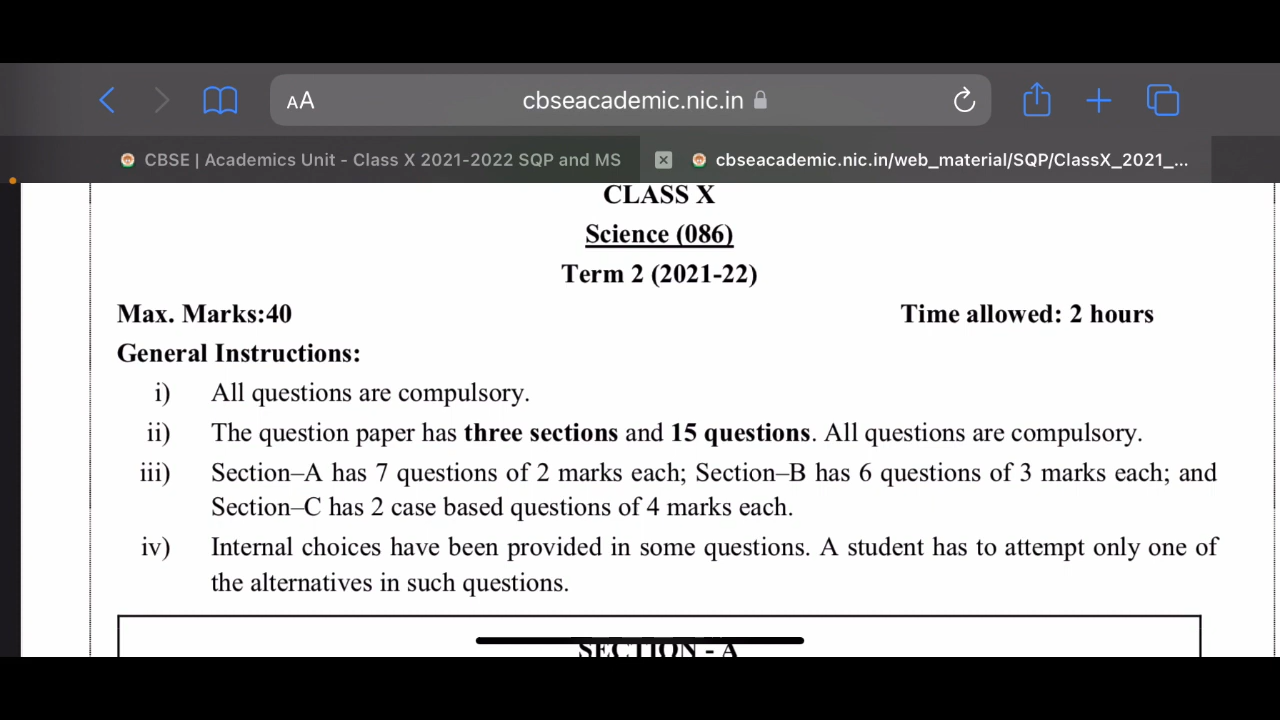 AA cbseacademic.nic.in
CBSE | Academics Unit - Class X 2021-2022 SQP and MS
cbseacademic.nic.in/web_material/SQP/ClassX_2021_...
CLASS X
Science (086)
Term 2 (2021-22)
Max. Marks:40 Time allowed: 2 hours
General Instructions:
i) All questions are compulsory.
ii) The question paper has three sections and 15 questions. All questions are compulsory.
iii) Section–A has 7 questions of 2 marks each; Section–B has 6 questions of 3 marks each; and
Section–C has 2 case based questions of 4 marks each.
iv) Internal choices have been provided in some questions. A student has to attempt only one of
the alternatives in such questions.
SECTION - A